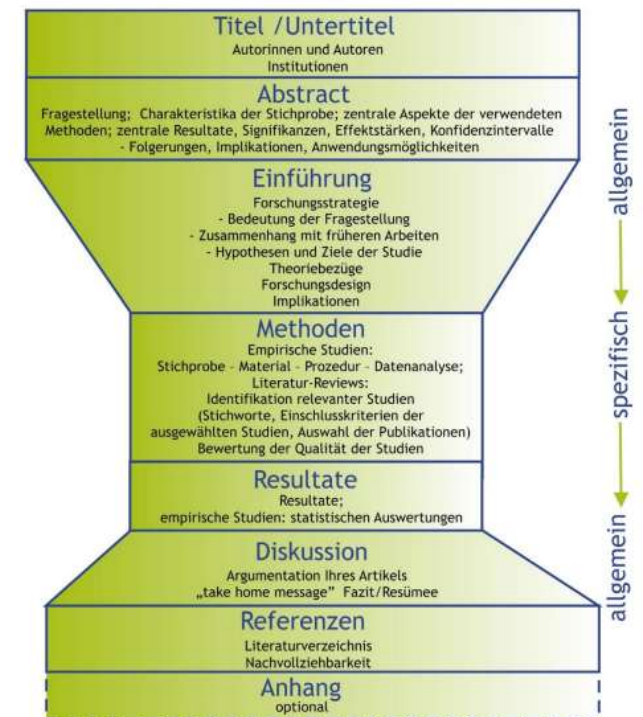 Titel /Untertitel
Autorinnen und Autoren
Institutionen
Abstract
Fragestellung; Charakteristika der Stichprobe; zentrale Aspekte der verwendeten
Methoden; zentrale Resultate, Signifikanzen, Effektstärken, Konfidenzintervalle
- Folgerungen, Implikationen, Anwendungsmöglichkeiten
Einführung
Forschungsstrategie
- Bedeutung der Fragestellung
- Zusammenhang mit früheren Arbeiten
- Hypothesen und Ziele der Studie
Theoriebezüge
Forschungsdesign
Implikationen
Methoden
Empirische Studien:
Stichprobe - Material - Prozedur - Datenanalyse;
Literatur-Reviews:
Identifikation relevanter Studien
(Stichworte, Einschlusskriterien der
ausgewählten Studien, Auswahl der Publikationen)
Bewertung der Qualität der Studien
Resultate
Resultate;
empirische Studien: statistischen Auswertungen
Diskussion
Argumentation Ihres Artikels
„take home message” Fazit/Resümee
Referenzen
Literaturverzeichnis
Nachvollziehbarkeit
Anhang
optional
allgemein
spezifisch
allgemein